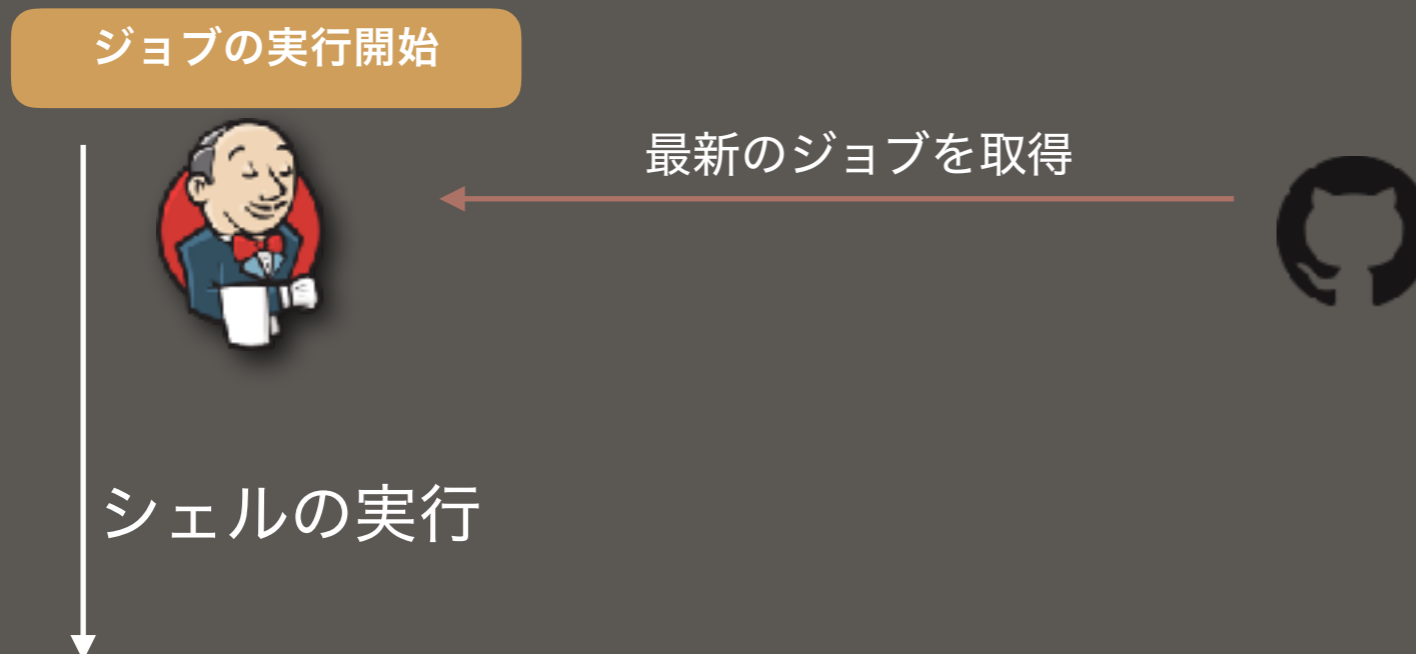 ジョブの実行開始
最新のジョブを取得
シェルの実行